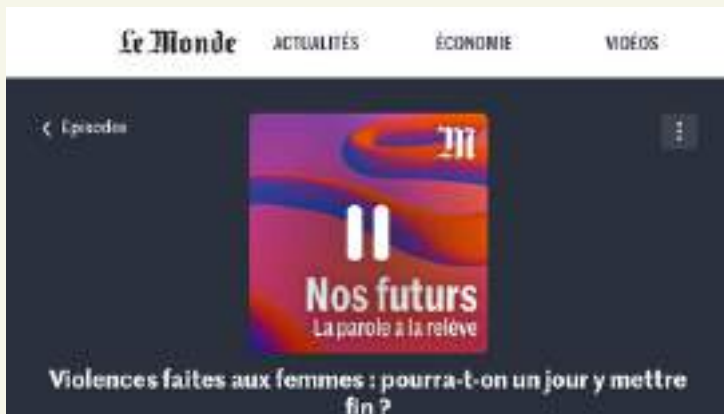 Le Monde ACTUALITÉS ÉCONOMIE VIDÉOS
Episodes
M
Nos futurs
La parole à la relève
Violences faites aux femmes : pourra-t-on un jour y mettre
fin ?